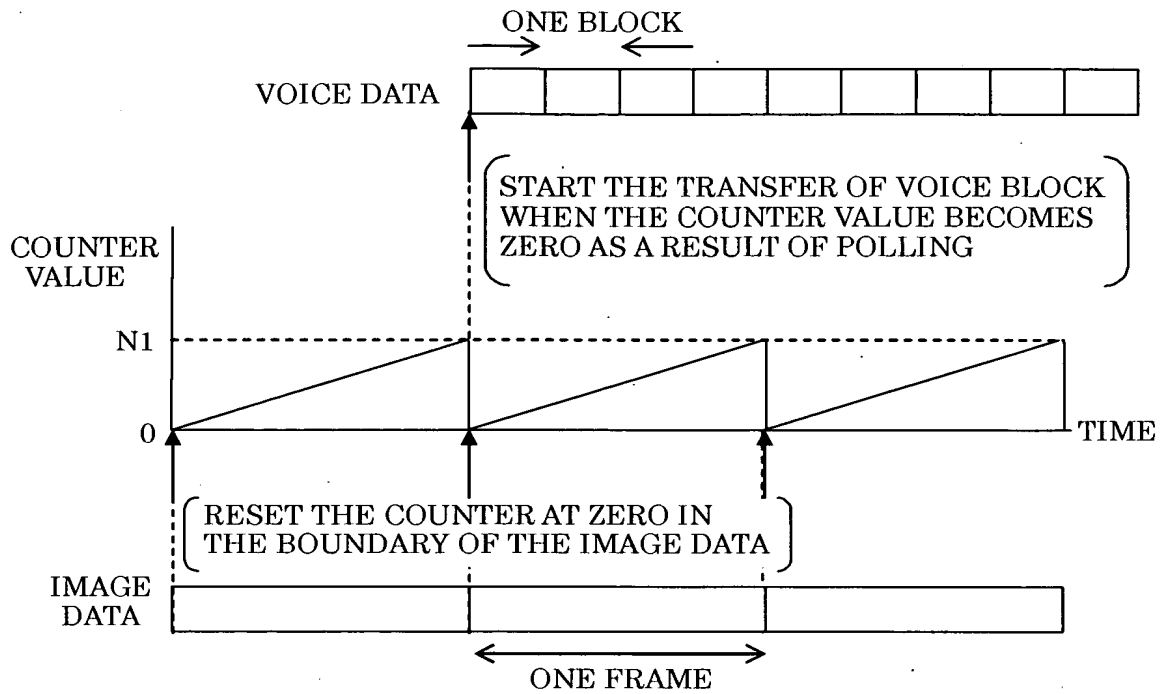 ONE BLOCK
VOICE DATA
START THE TRANSFER OF VOICE BLOCK
WHEN THE COUNTER VALUE BECOMES
ZERO AS A RESULT OF POLLING
COUNTER
VALUE
N1
0
TIME
RESET THE COUNTER AT ZERO IN
THE BOUNDARY OF THE IMAGE DATA
IMAGE
DATA
ONE FRAME